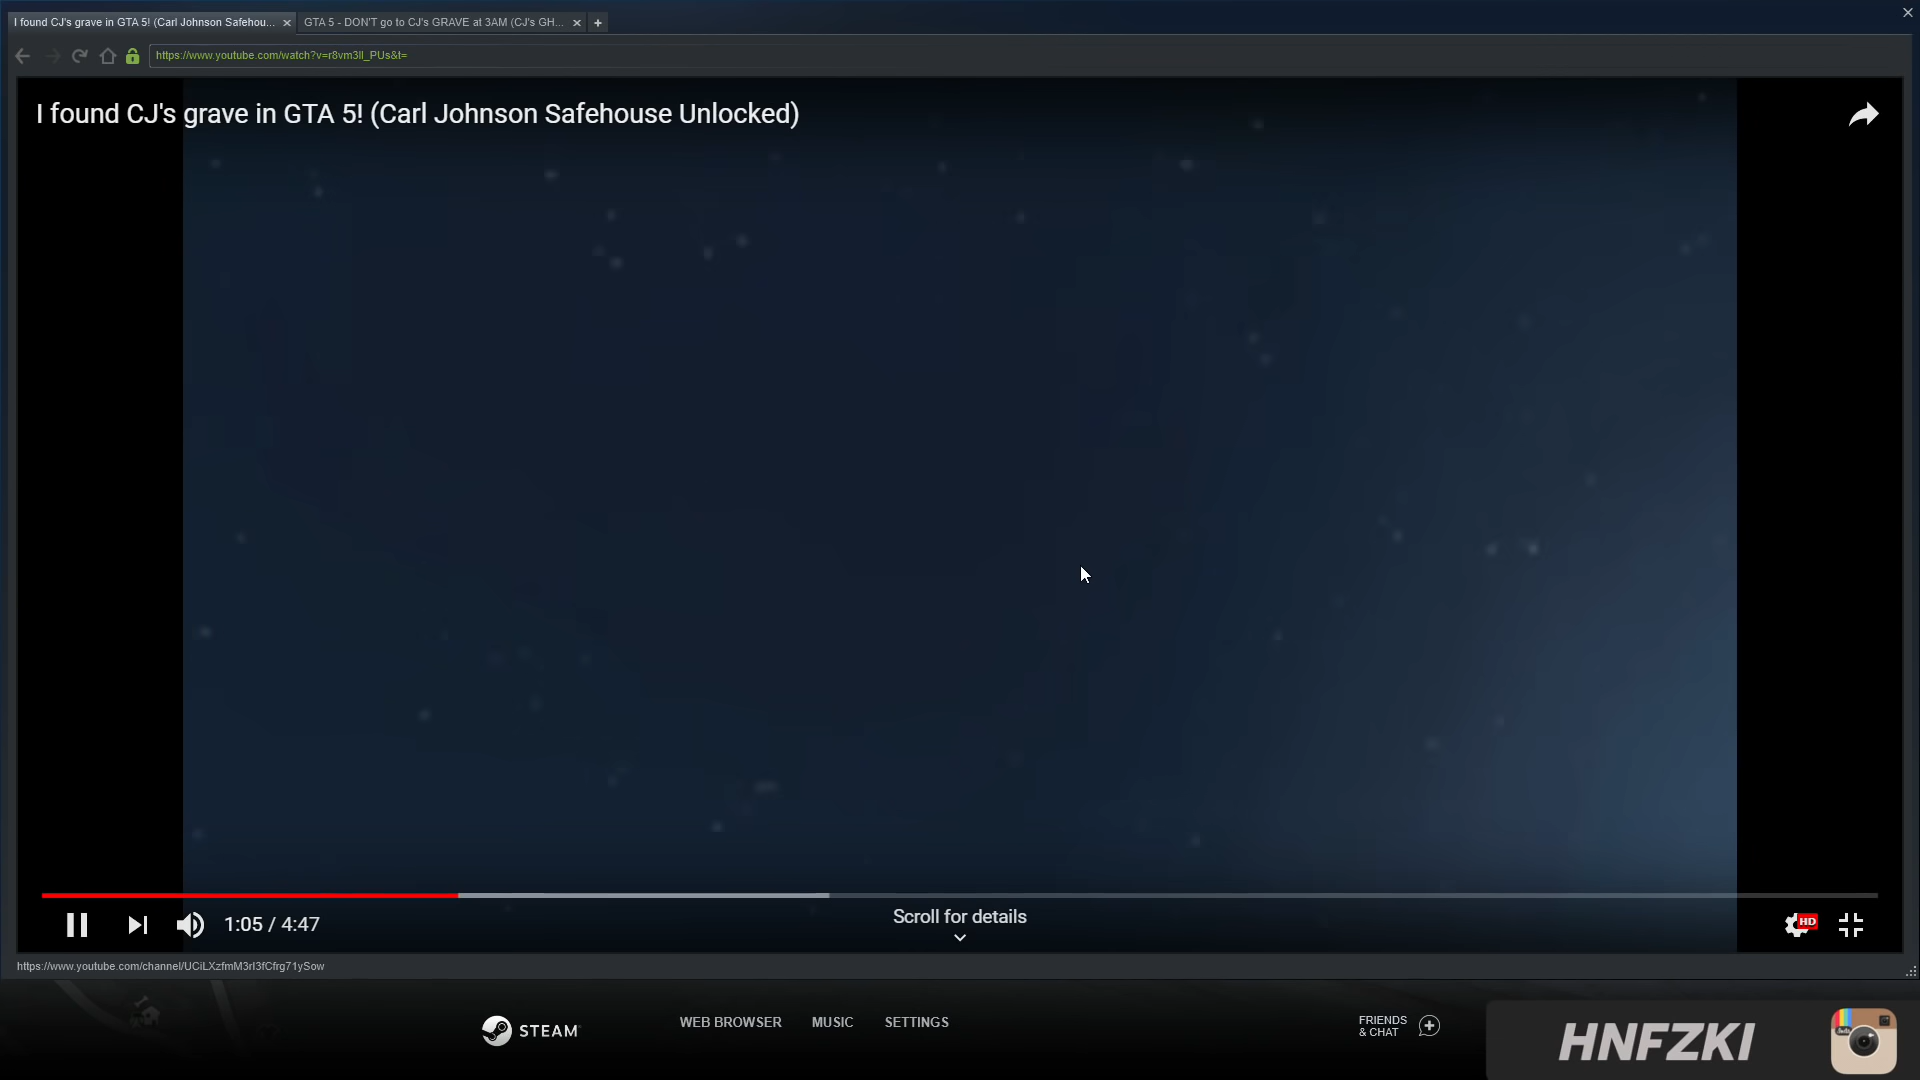 I found CJ's grave in GTA 5! (Carl Johnson Safehou...
GTA 5 - DON'T go to CJ's GRAVE at 3AM (CJ's GH...
https://www.youtube.com/watch?v=r8vm3ll_PUs&t=
I found CJ's grave in GTA 5! (Carl Johnson Safehouse Unlocked)
1:05 / 4:47
Scroll for details
HD
https://www.youtube.com/channel/UCiLXzfmM3rI3fCfrg71ySow
STEAM
WEB BROWSER
MUSIC
SETTINGS
FRIENDS
& CHAT
HNFZKI